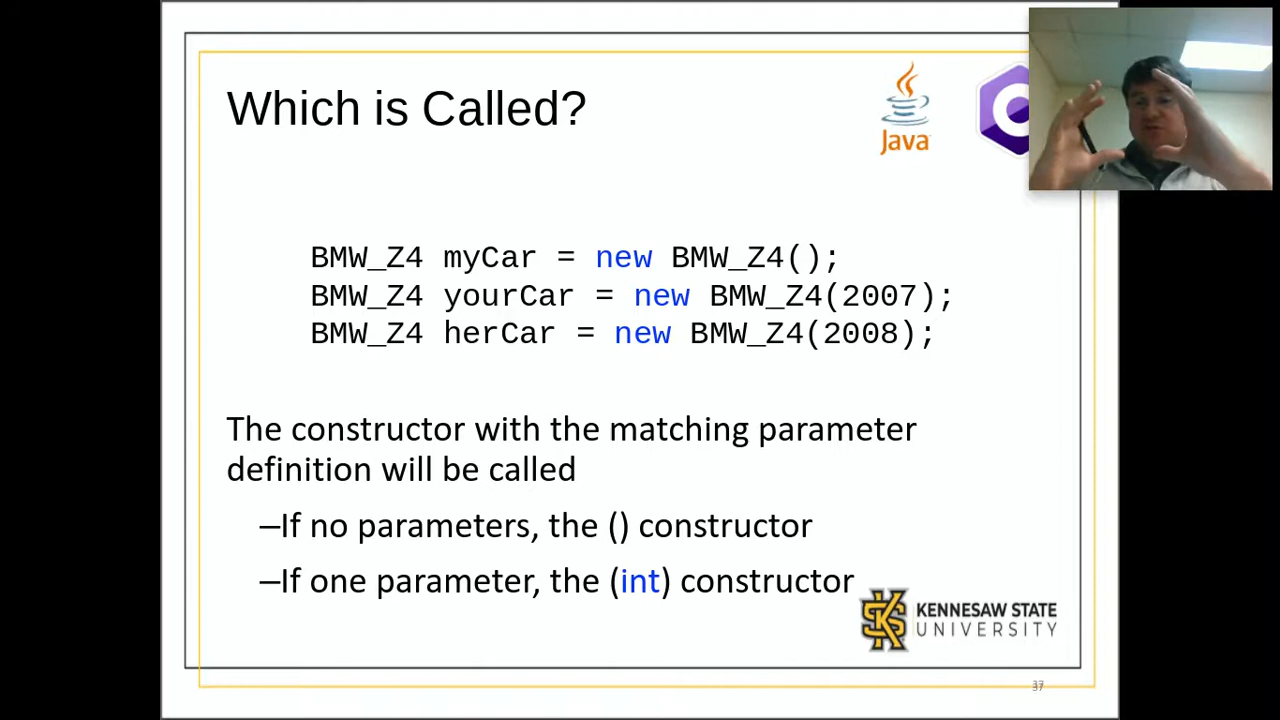 Which is Called?
Java
C
BMW_Z4 myCar = new BMW_Z4();
BMW_Z4 yourCar = new BMW_Z4(2007);
BMW_Z4 herCar = new BMW_Z4(2008);
The constructor with the matching parameter
definition will be called
–If no parameters, the () constructor
–If one parameter, the (int) constructor
KS
KENNESAW STATE
UNIVERSITY
37